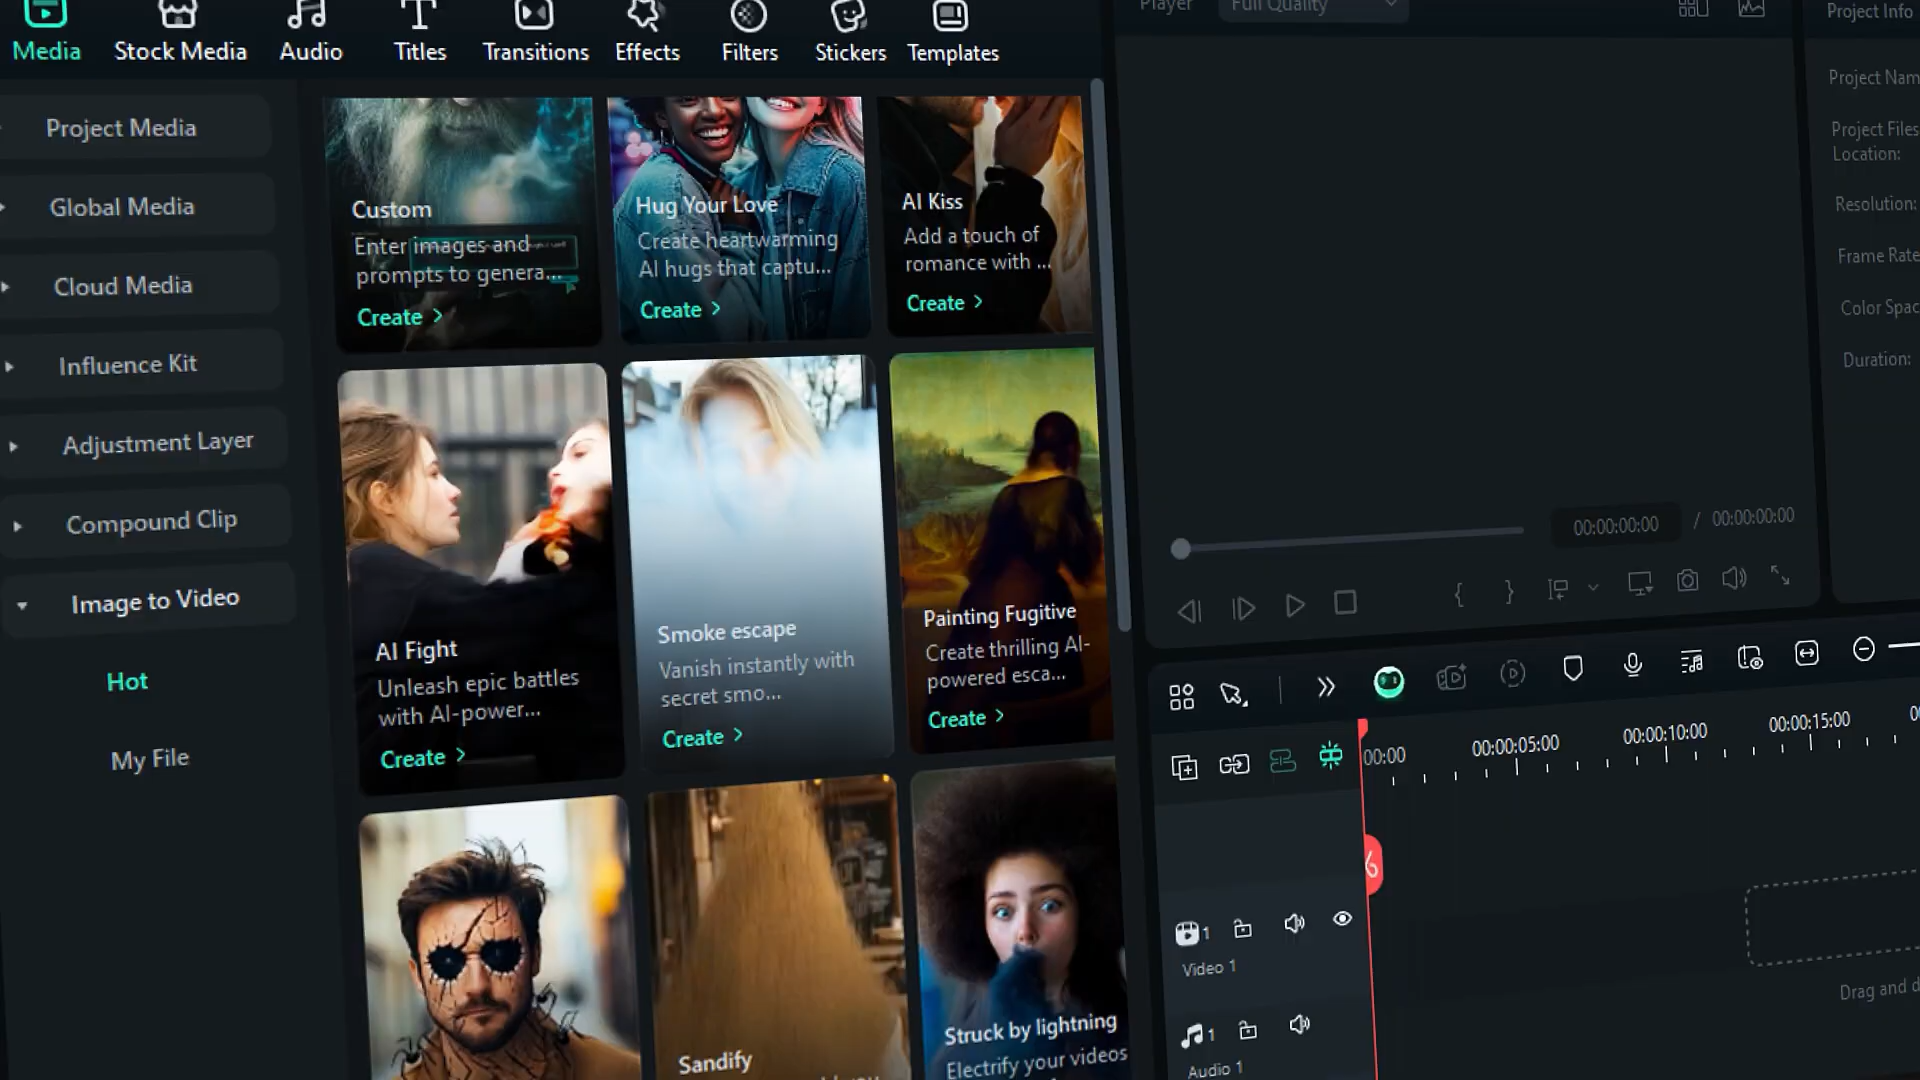 Media
Stock Media
Audio
Titles
Transitions
Effects
Filters
Stickers
Templates
Player
Full Quality
Project Info
Project Media
Global Media
Cloud Media
Influence Kit
Adjustment Layer
Compound Clip
Image to Video
Hot
My File
Custom
Enter images and
prompts to genera...
Create
Hug Your Love
Create heartwarming
AI hugs that captu...
Create
AI Kiss
Add a touch of
romance with ...
Create
AI Fight
Unleash epic battles
with AI-power...
Create
Smoke escape
Vanish instantly with
secret smo...
Create
Painting Fugitive
Create thrilling AI-
powered esca...
Create
Sandify
Struck by lightning
Electrify your videos
Project Nam
Project Files
Location:
Resolution:
Frame Rate
Color Spac
Duration:
00:00:00:00 / 00:00:00:00
00:00
00:00:05:00
00:00:10:00
00:00:15:00
1
Video 1
1
Audio 1
Drag and d